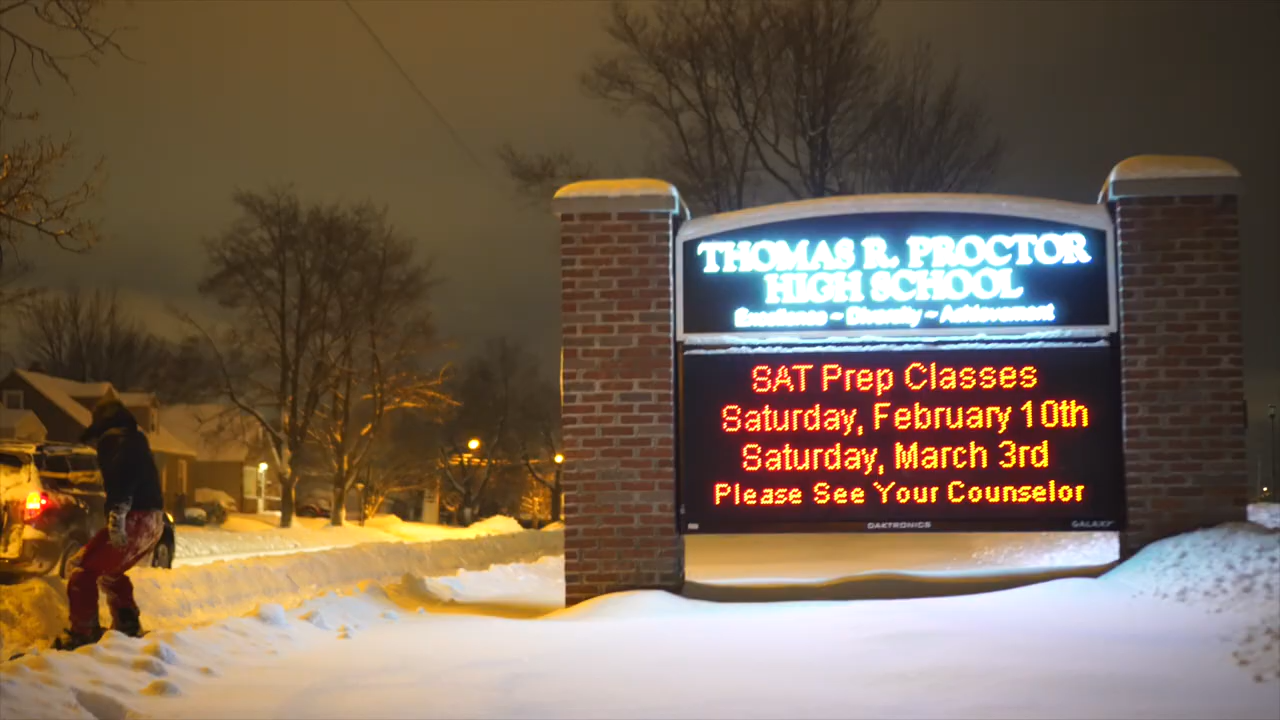 THOMAS R. PROCTOR
HIGH SCHOOL
Excellence ~ Diversity ~ Achievement
SAT Prep Classes
Saturday, February 10th
Saturday, March 3rd
Please See Your Counselor
DAKTRONICS
GALAXY